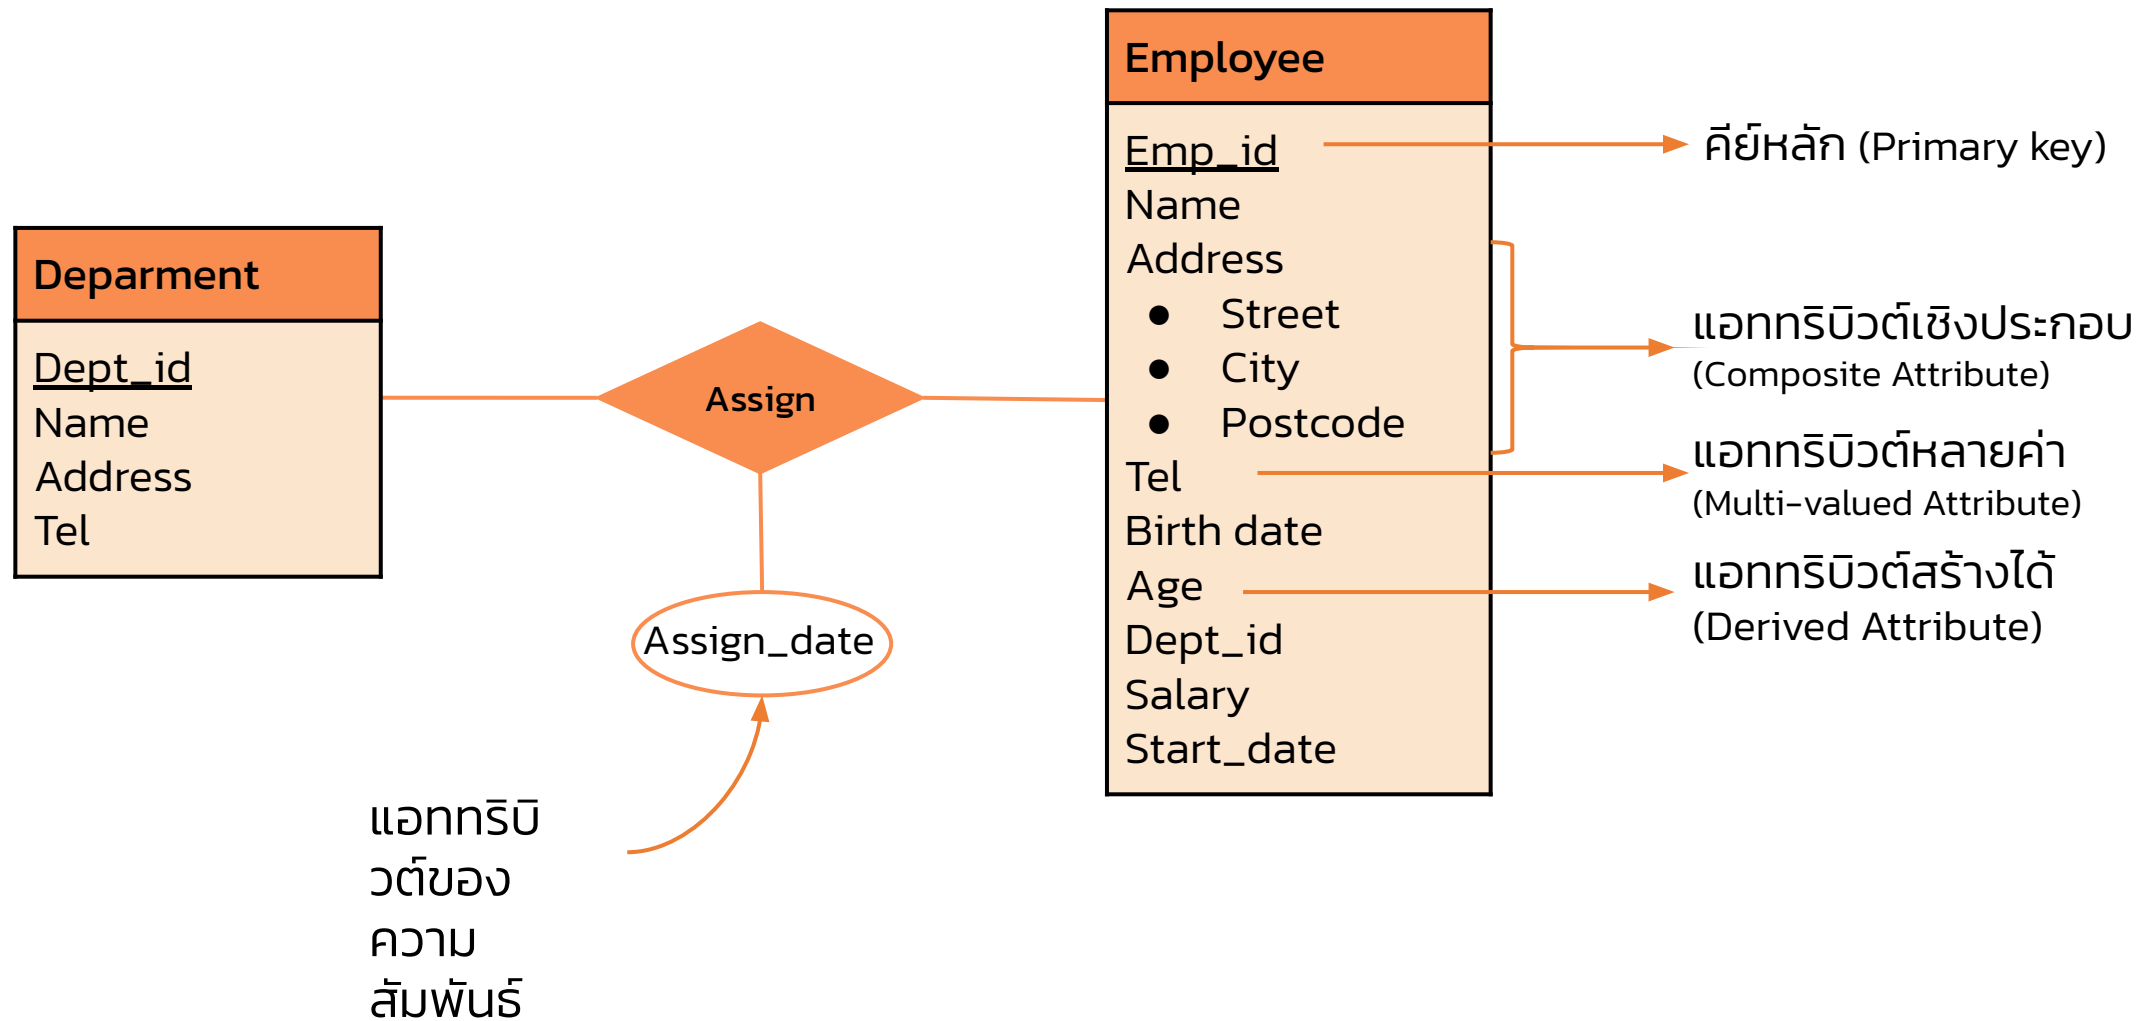 Employee
Emp_id
Name
Address
● Street
● City
● Postcode
Tel
Birth date
Age
Dept_id
Salary
Start_date
คีย์หลัก (Primary key)
แอททริบิวต์เชิงประกอบ
(Composite Attribute)
แอททริบิวต์หลายค่า
(Multi-valued Attribute)
แอททริบิวต์สร้างได้
(Derived Attribute)
Deparment
Dept_id
Name
Address
Tel
Assign
Assign_date
แอททริบิ
วต์ของ
ความ
สัมพันธ์